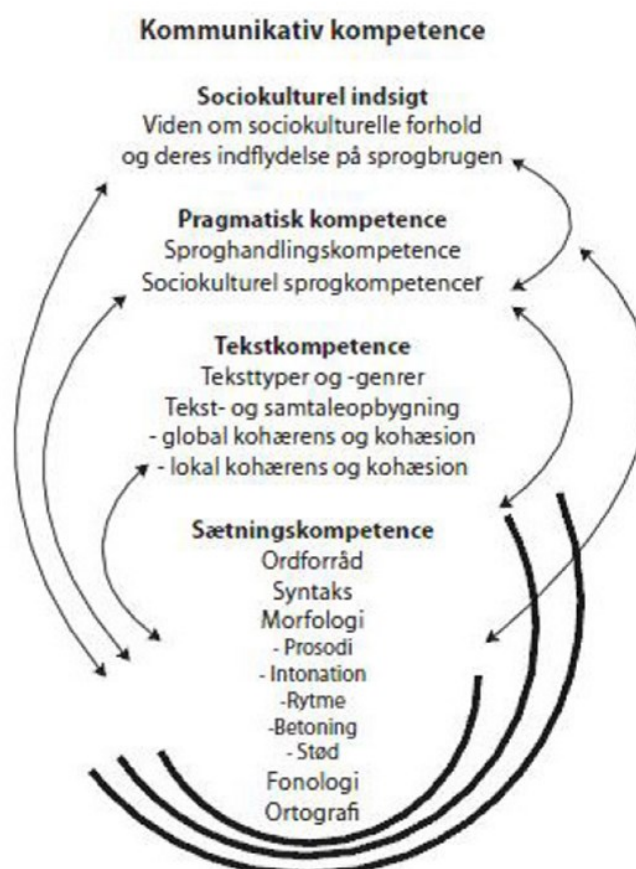 Kommunikativ kompetence
Sociokulturel indsigt
Viden om sociokulturelle forhold
og deres indflydelse på sprogbrugen
Pragmatisk kompetence
Sproghandlingskompetence
Sociokulturel sprogkompetencer
Tekstkompetence
Teksttyper og -genrer
Tekst- og samtaleopbygning
- global kohærens og kohæsion
- lokal kohærens og kohæsion
Sætningskompetence
Ordforråd
Syntaks
Morfologi
- Prosodi
- Intonation
-Rytme
-Betoning
- Stød
Fonologi
Ortografi